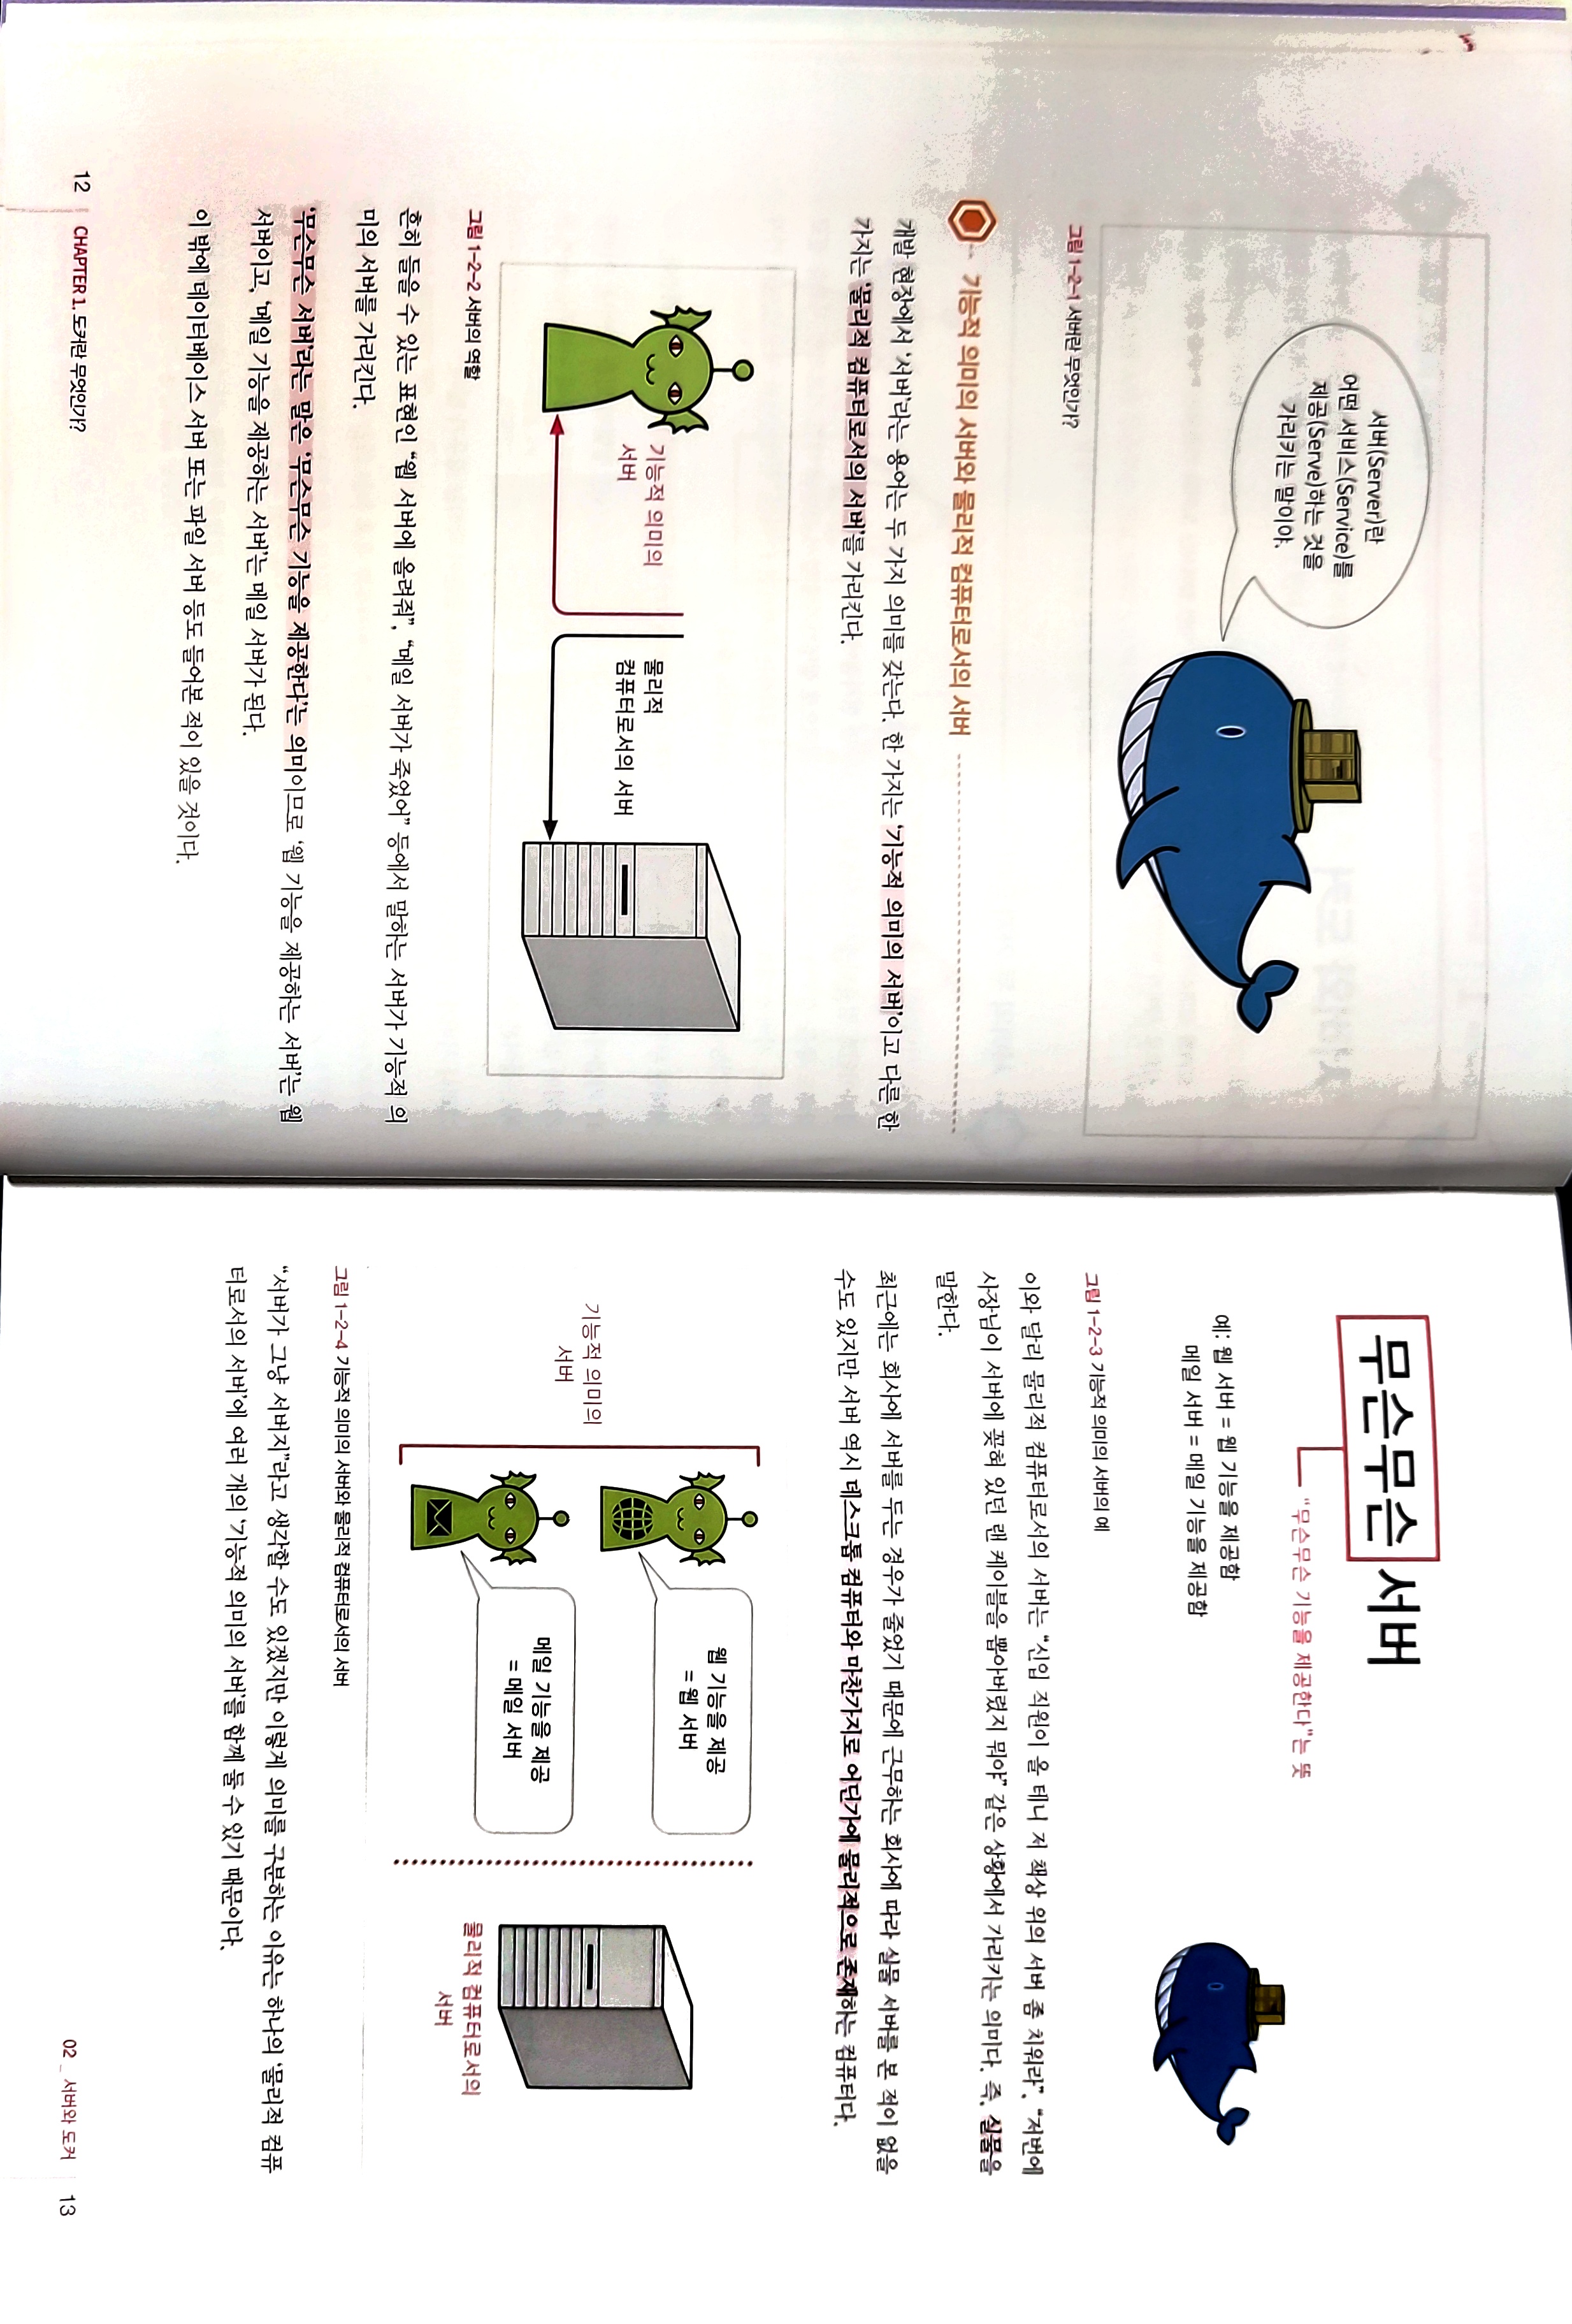 서버(Server)란
어떤 서비스(Service)를
제공(Serve)하는 것을
가리키는 말이야.
그림 1-2-1 서버란 무엇인가?
기능적 의미의 서버와 물리적 컴퓨터로서의 서버
개발 현장에서 ‘서버’라는 용어는 두 가지 의미를 갖는다. 한 가지는 ‘기능적 의미의 서버’이고 다른 한
가지는 ‘물리적 컴퓨터로서의 서버’를 가리킨다.
기능적 의미의
서버
물리적
컴퓨터로서의 서버
그림 1-2-2 서버의 역할
흔히 들을 수 있는 표현인 “웹 서버에 올려줘”, “메일 서버가 죽었어” 등에서 말하는 서버가 기능적 의
미의 서버를 가리킨다.
‘무슨무슨 서버’라는 말은 ‘무슨무슨 기능을 제공한다’는 의미이므로 ‘웹 기능을 제공하는 서버’는 웹
서버이고, ‘메일 기능을 제공하는 서버’는 메일 서버가 된다.
이 밖에 데이터베이스 서버 또는 파일 서버 등도 들어본 적이 있을 것이다.
12 CHAPTER 1. 도커란 무엇인가?
무슨무슨 서버
“무슨무슨 기능을 제공한다”는 뜻
예: 웹 서버 = 웹 기능을 제공함
메일 서버 = 메일 기능을 제공함
그림 1-2-3 기능적 의미의 서버의 예
이와 달리 물리적 컴퓨터로서의 서버는 “신입 직원이 올 테니 저 책상 위의 서버 좀 치워라”, “저번에
사장님이 서버에 꽂혀 있던 랜 케이블을 뽑아버렸지 뭐야” 같은 상황에서 가리키는 의미다. 즉, 실물을
말한다.
최근에는 회사에 서버를 두는 경우가 줄었기 때문에 근무하는 회사에 따라 실물 서버를 본 적이 없을
수도 있지만 서버 역시 데스크톱 컴퓨터와 마찬가지로 어딘가에 물리적으로 존재하는 컴퓨터다.
기능적 의미의
서버
웹 기능을 제공
= 웹 서버
메일 기능을 제공
= 메일 서버
물리적 컴퓨터로서의
서버
그림 1-2-4 기능적 의미의 서버와 물리적 컴퓨터로서의 서버
“서버가 그냥 서버지”라고 생각할 수도 있겠지만 이렇게 의미를 구분하는 이유는 하나의 ‘물리적 컴퓨
터로서의 서버’에 여러 개의 ‘기능적 의미의 서버’를 함께 둘 수 있기 때문이다.
02 _ 서버와 도커 13